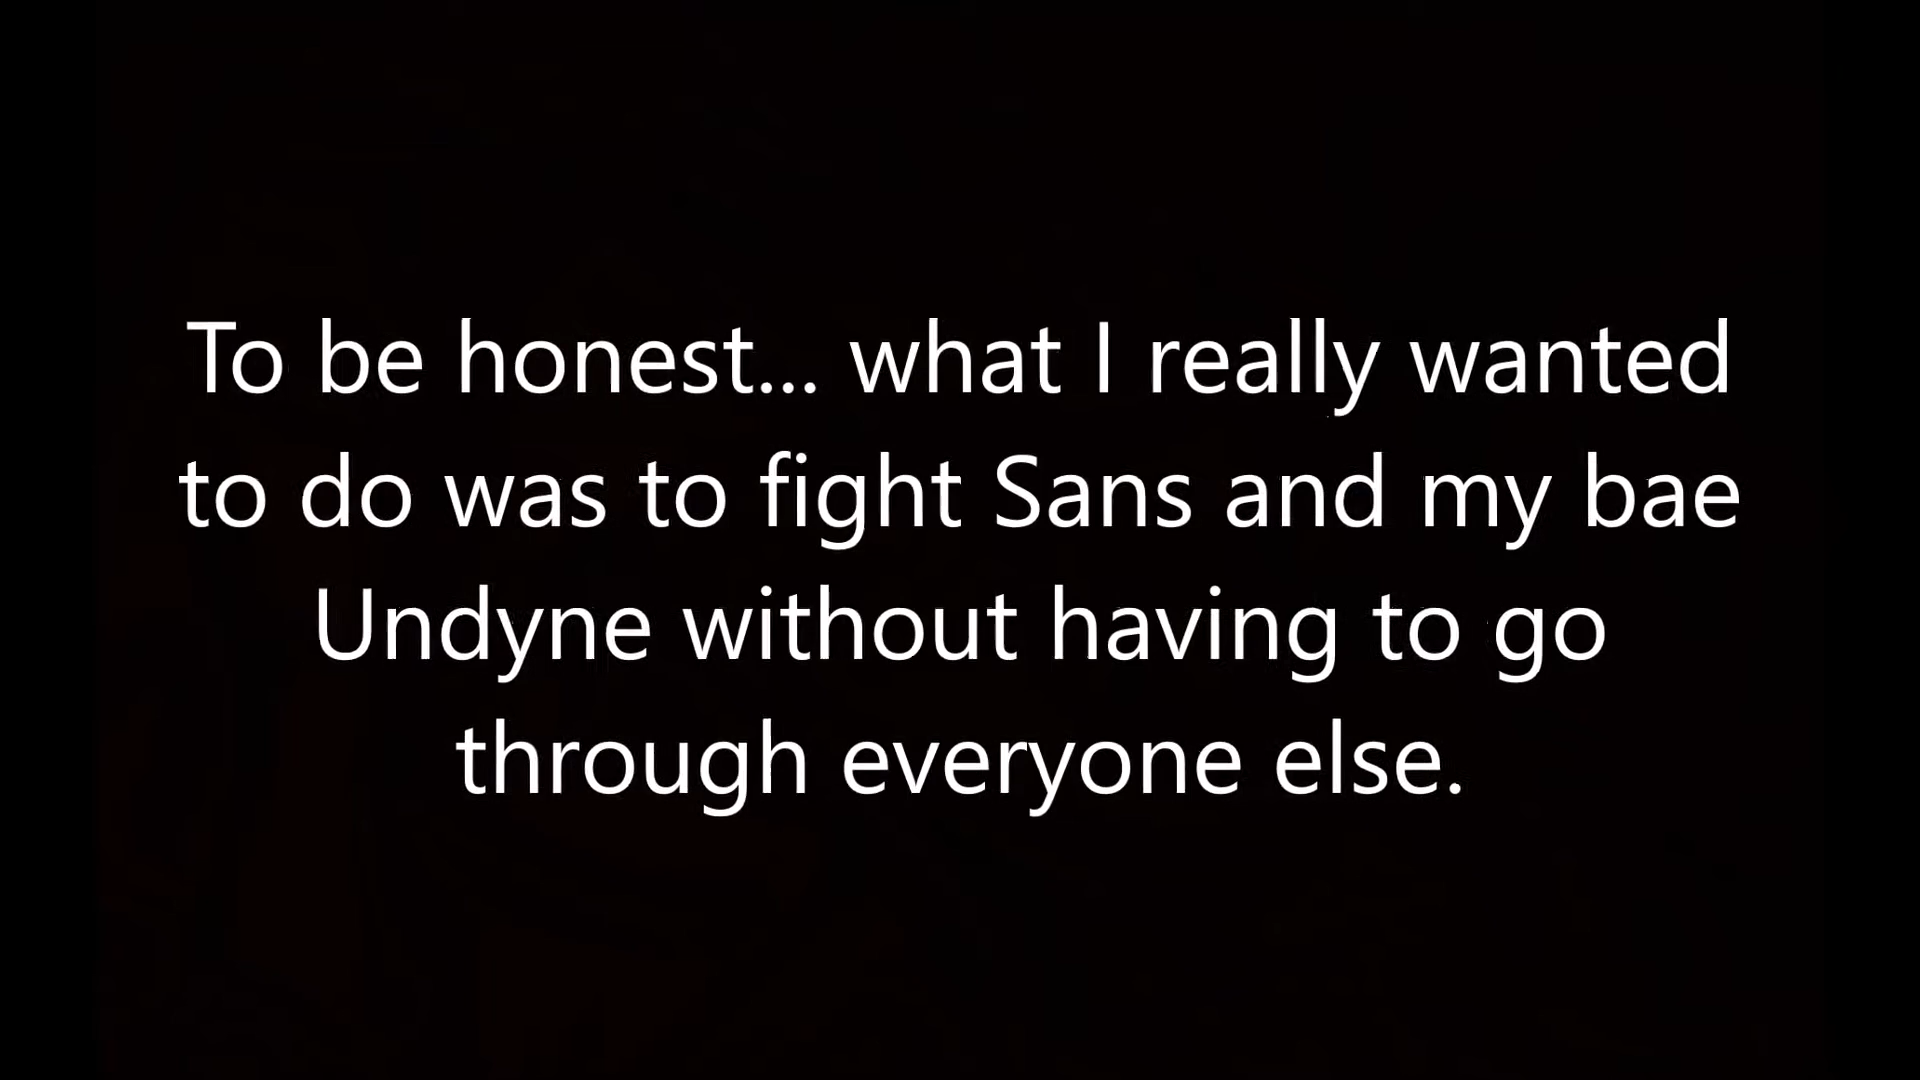 To be honest... what I really wanted
to do was to fight Sans and my bae
Undyne without having to go
through everyone else.